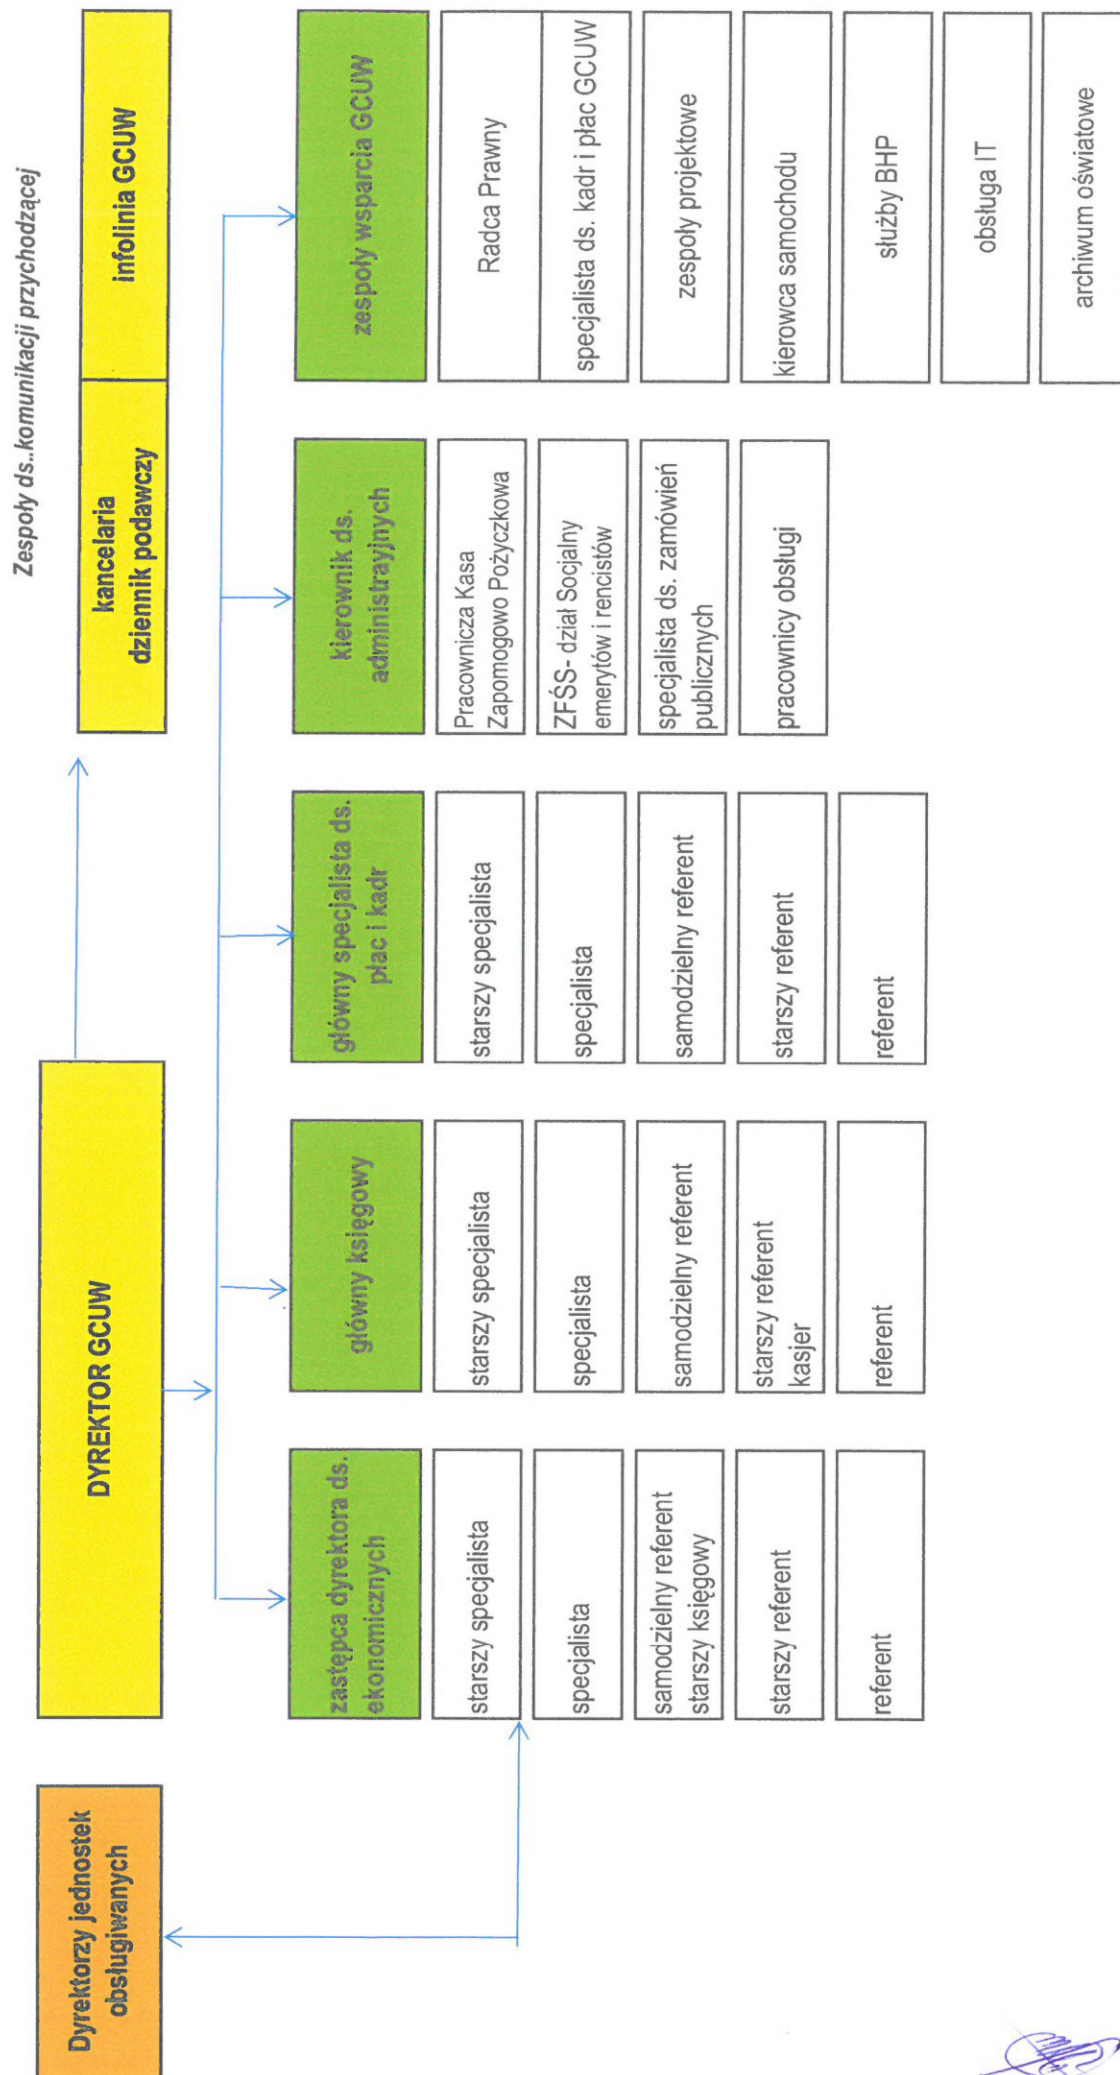 Zespoły ds..komunikacji przychodzącej
Dyrektorzy jednostek
obsługiwanych
DYREKTOR GCUW
kancelaria
dziennik podawczy
infolinia GCUW
zastępca dyrektora ds.
ekonomicznych
starszy specjalista
specjalista
samodzielny referent
starszy księgowy
starszy referent
referent
główny księgowy
starszy specjalista
specjalista
samodzielny referent
starszy referent
kasjer
referent
główny specjalista ds.
płac i kadr
starszy specjalista
specjalista
samodzielny referent
starszy referent
referent
kierownik ds.
administrayjnych
Pracownicza Kasa
Zapomogowo Pożyczkowa
ZFŚS- dział Socjalny
emerytów i rencistów
specjalista ds. zamówień
publicznych
pracownicy obsługi
zespoły wsparcia GCUW
Radca Prawny
specjalista ds. kadr i płac GCUW
zespoły projektowe
kierowca samochodu
służby BHP
obsługa IT
archiwum oświatowe